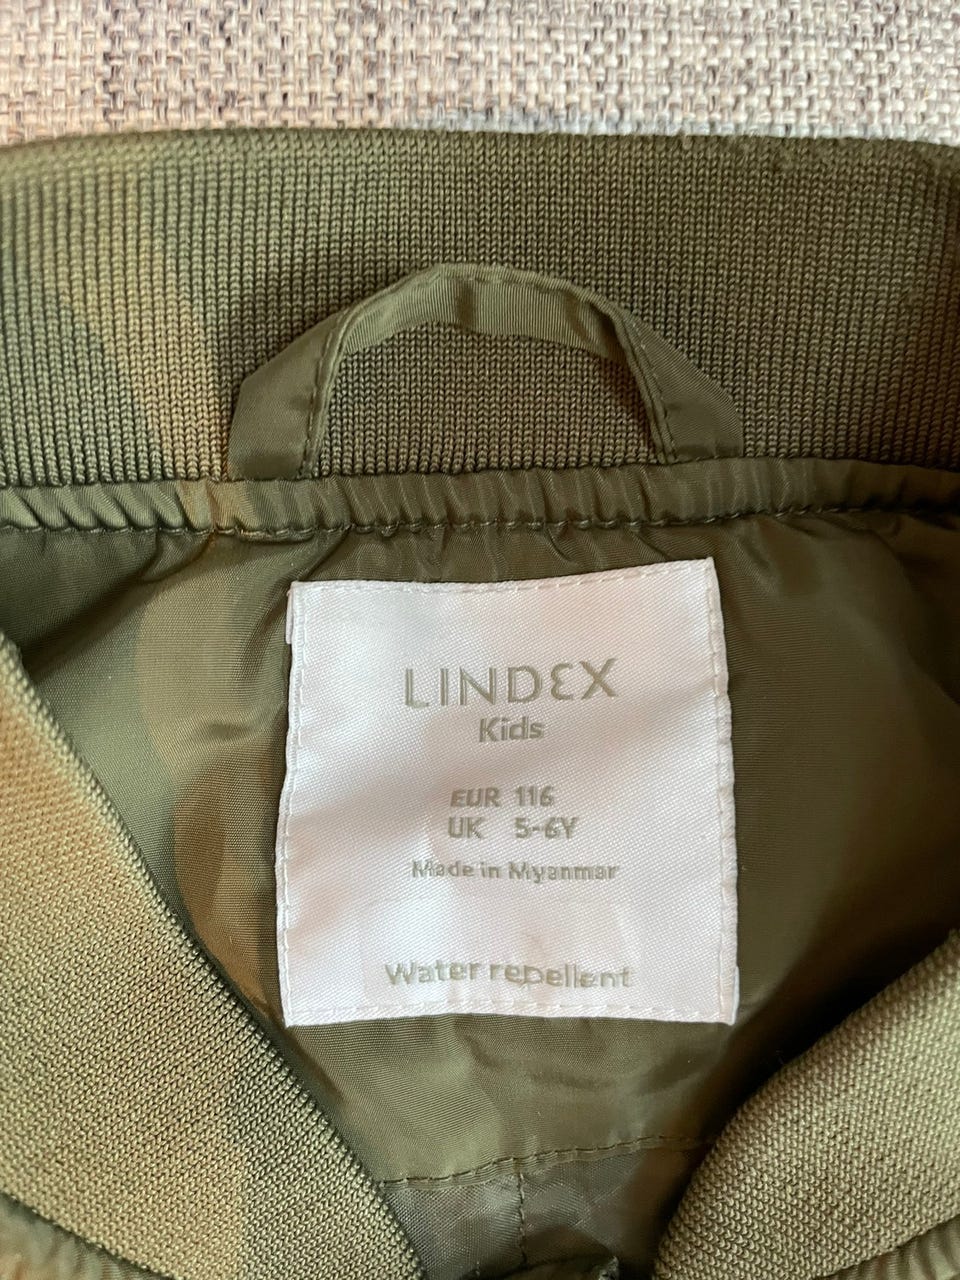 LINDEX
Kids
EUR 116
UK 5-6Y
Made in Myanmar
Water repellent